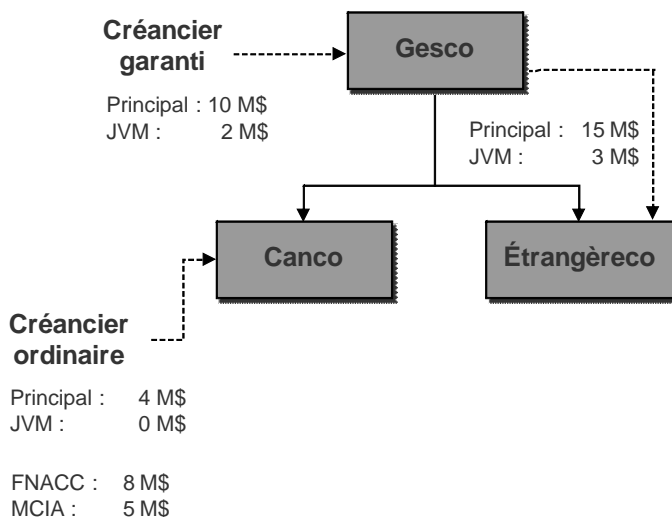 Créancier
garanti
Principal : 10 M$
JVM : 2 M$
Gesco
Principal : 15 M$
JVM : 3 M$
Canco
Étrangèreco
Créancier
ordinaire
Principal : 4 M$
JVM : 0 M$
FNACC : 8 M$
MCIA : 5 M$